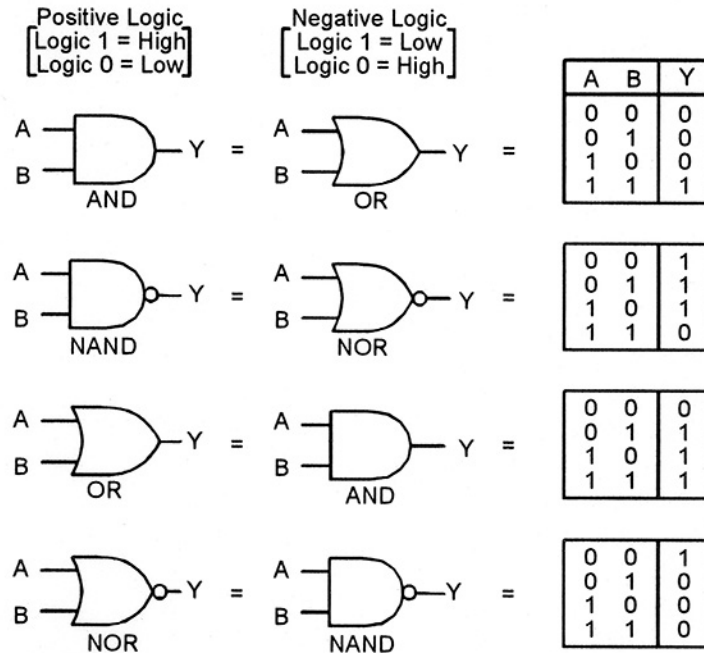 Positive Logic
Logic 1 = High
Logic 0 = Low
Negative Logic
Logic 1 = Low
Logic 0 = High
A B Y
A
B
Y
=
AND
A
B
Y
=
OR
0 0 0
0 1 0
1 0 0
1 1 1
A
B
Y
=
NAND
A
B
Y
=
NOR
0 0 1
0 1 1
1 0 1
1 1 0
A
B
Y
=
OR
A
B
Y
=
AND
0 0 0
0 1 1
1 0 1
1 1 1
A
B
Y
=
NOR
A
B
Y
=
NAND
0 0 1
0 1 0
1 0 0
1 1 0